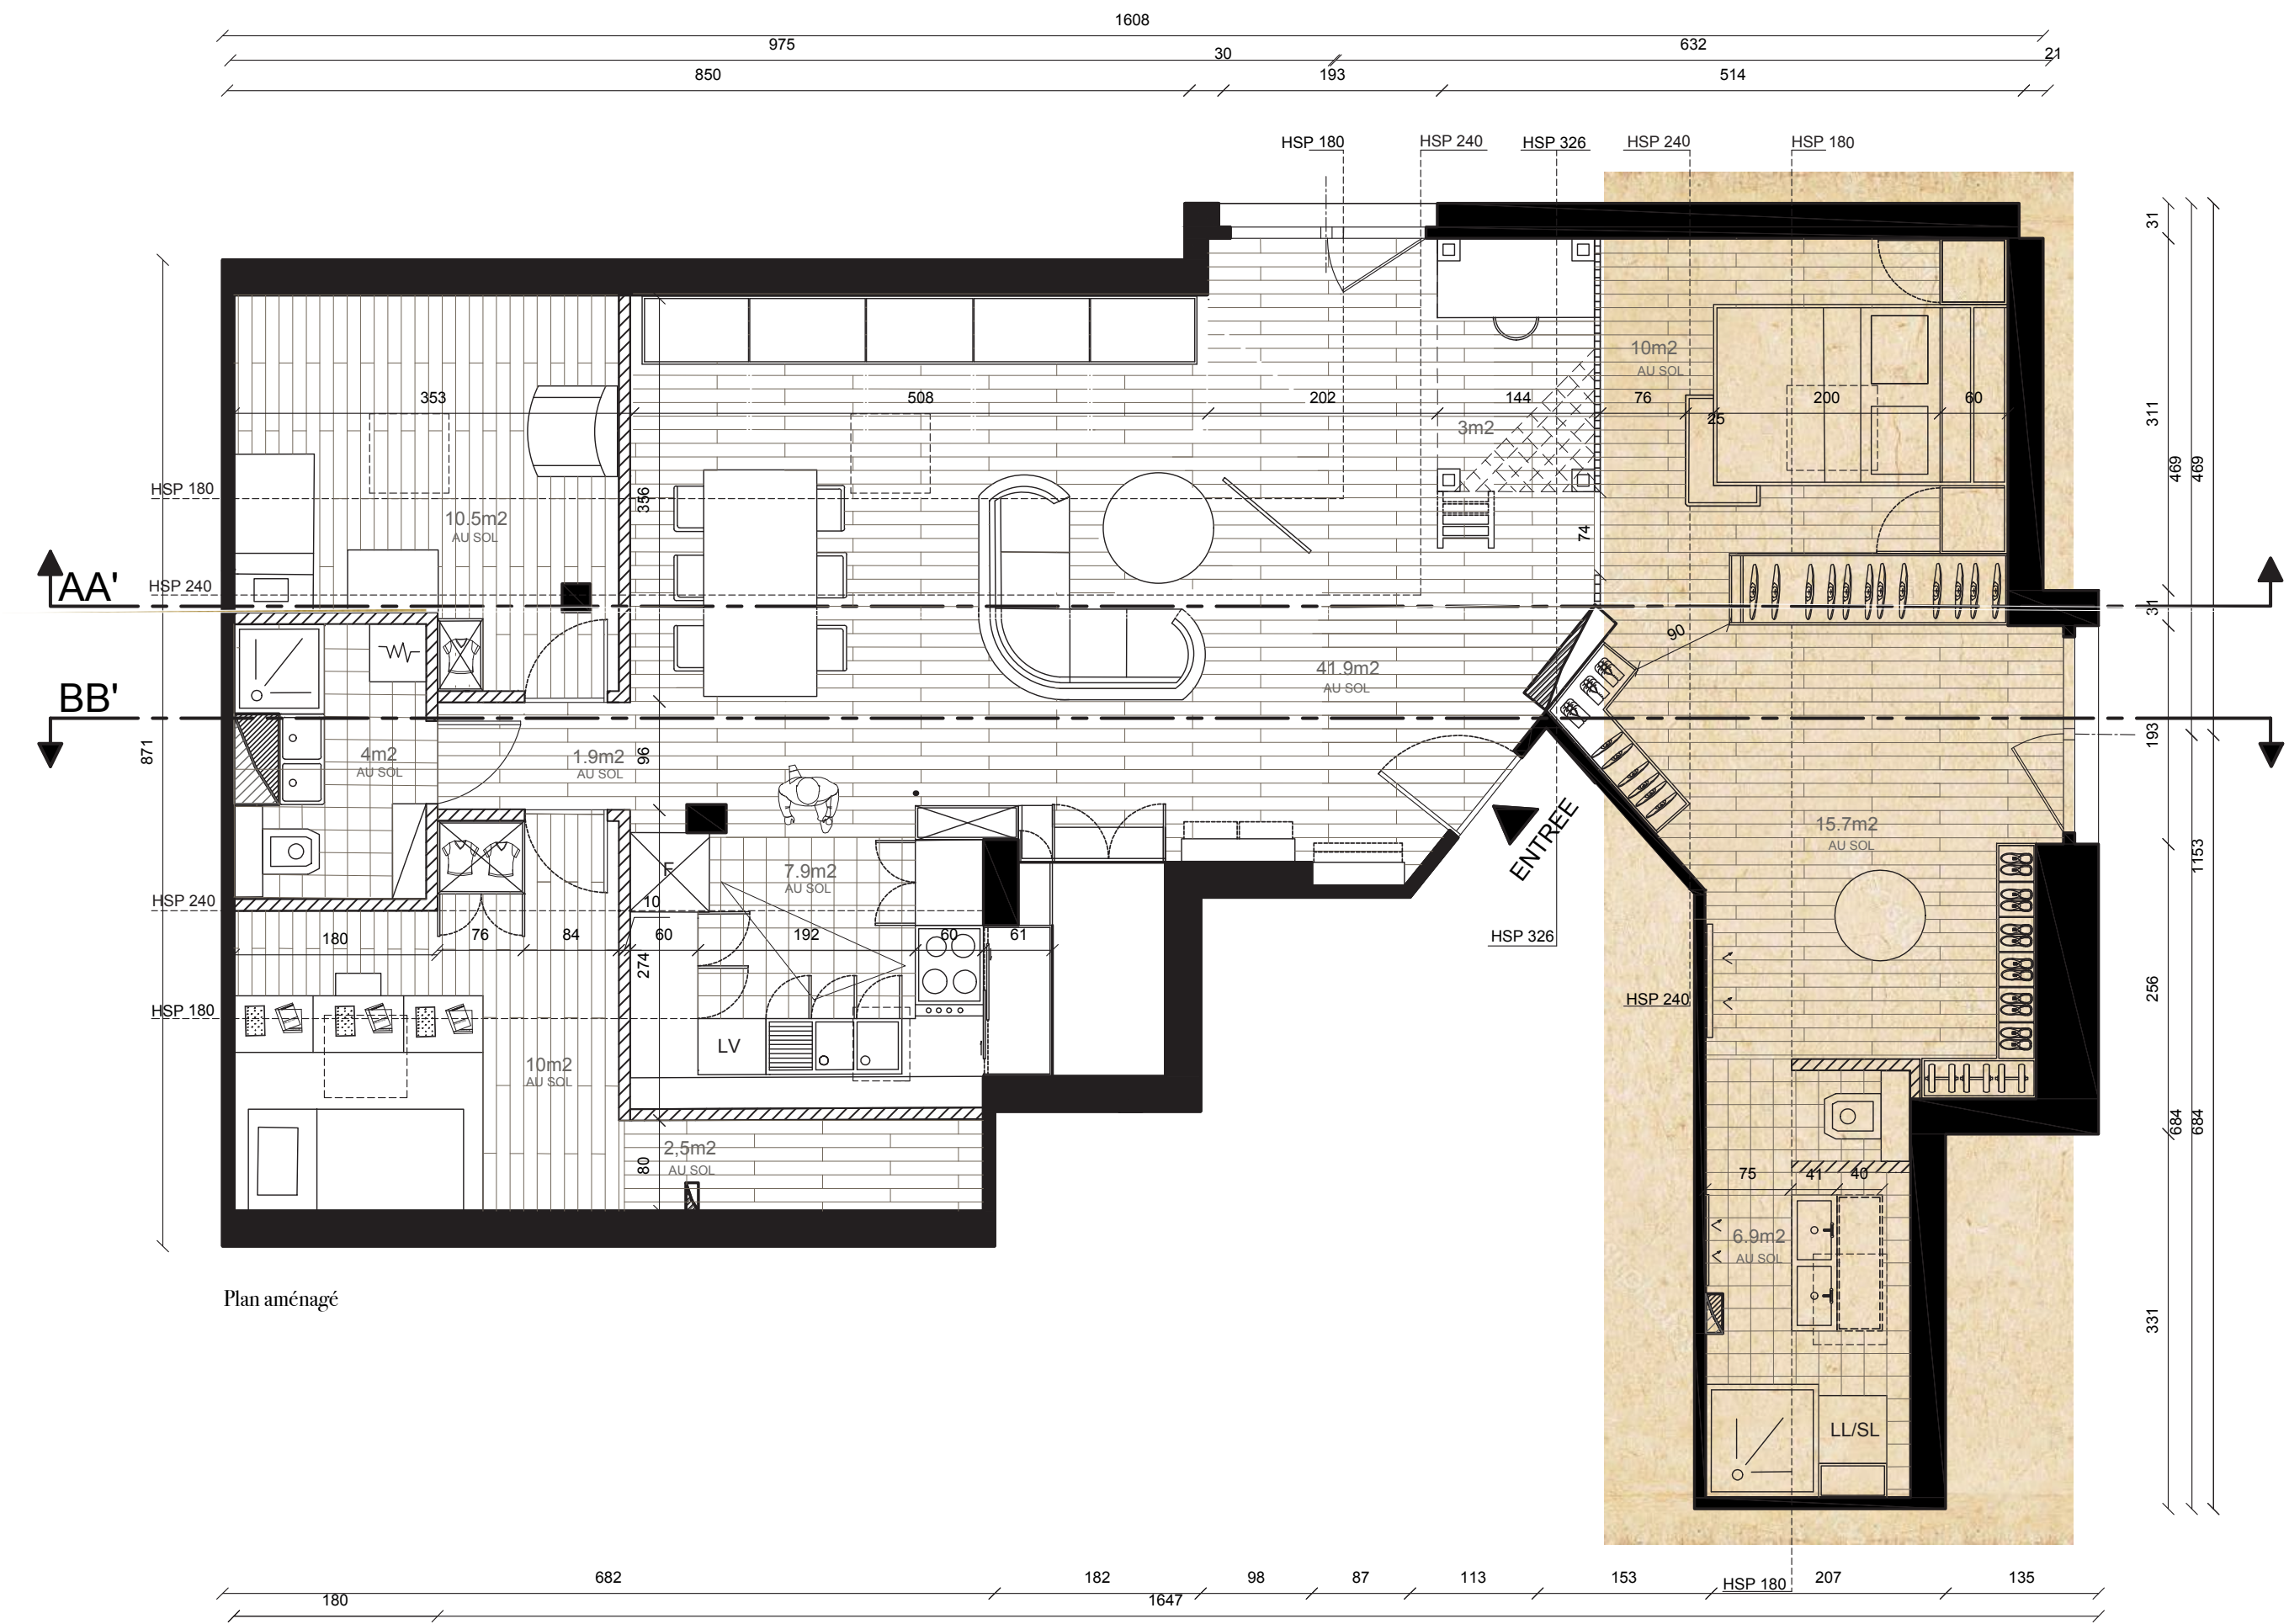 1608
975
30
632
21
850
193
514
HSP 180
HSP 240
HSP 326
HSP 240
HSP 180
31
10m2
AU SOL
353
508
202
144
76
25
200
60
311
3m2
469
469
HSP 180
356
10.5m2
AU SOL
74
AA'
HSP 240
31
90
41.9m2
AU SOL
BB'
871
4m2
AU SOL
1.9m2
AU SOL
96
193
ENTREE
15.7m2
AU SOL
1153
F
7.9m2
AU SOL
HSP 240
10
180
76
84
60
192
60
61
HSP 326
274
256
HSP 240
HSP 180
LV
10m2
AU SOL
684
684
2,5m2
AU SOL
80
75
41
40
6.9m2
AU SOL
Plan aménagé
331
LL/SL
682
182
98
87
113
153
HSP 180
207
135
180
1647